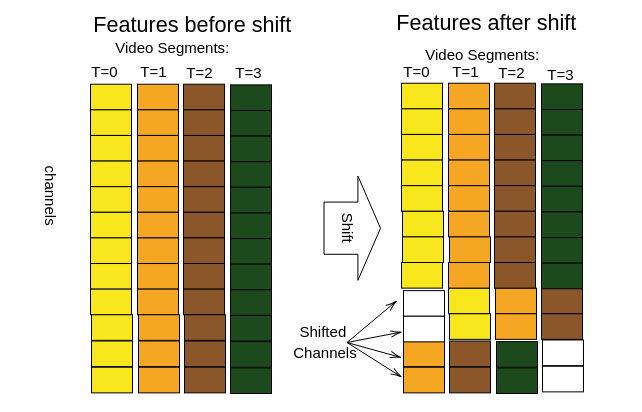 Features before shift
Video Segments:
T=0 T=1 T=2 T=3
channels
Shift
Features after shift
Video Segments:
T=0 T=1 T=2 T=3
Shifted
Channels